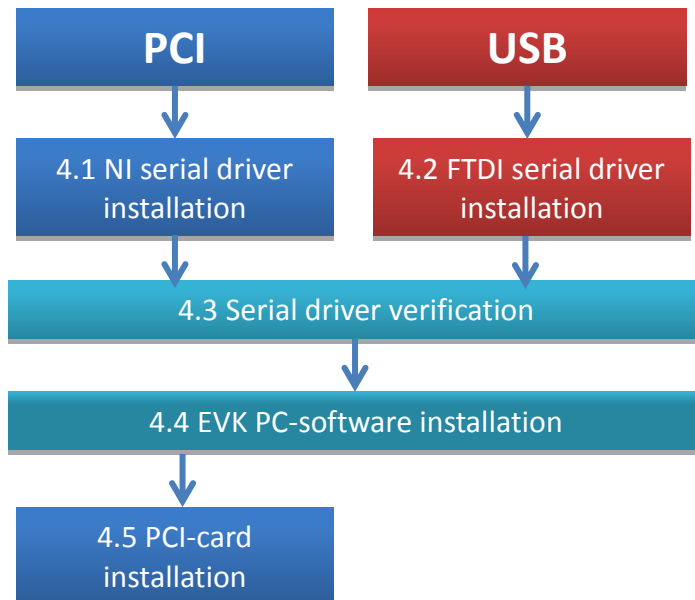 PCI
USB
4.1 NI serial driver
installation
4.2 FTDI serial driver
installation
4.3 Serial driver verification
4.4 EVK PC-software installation
4.5 PCI-card
installation